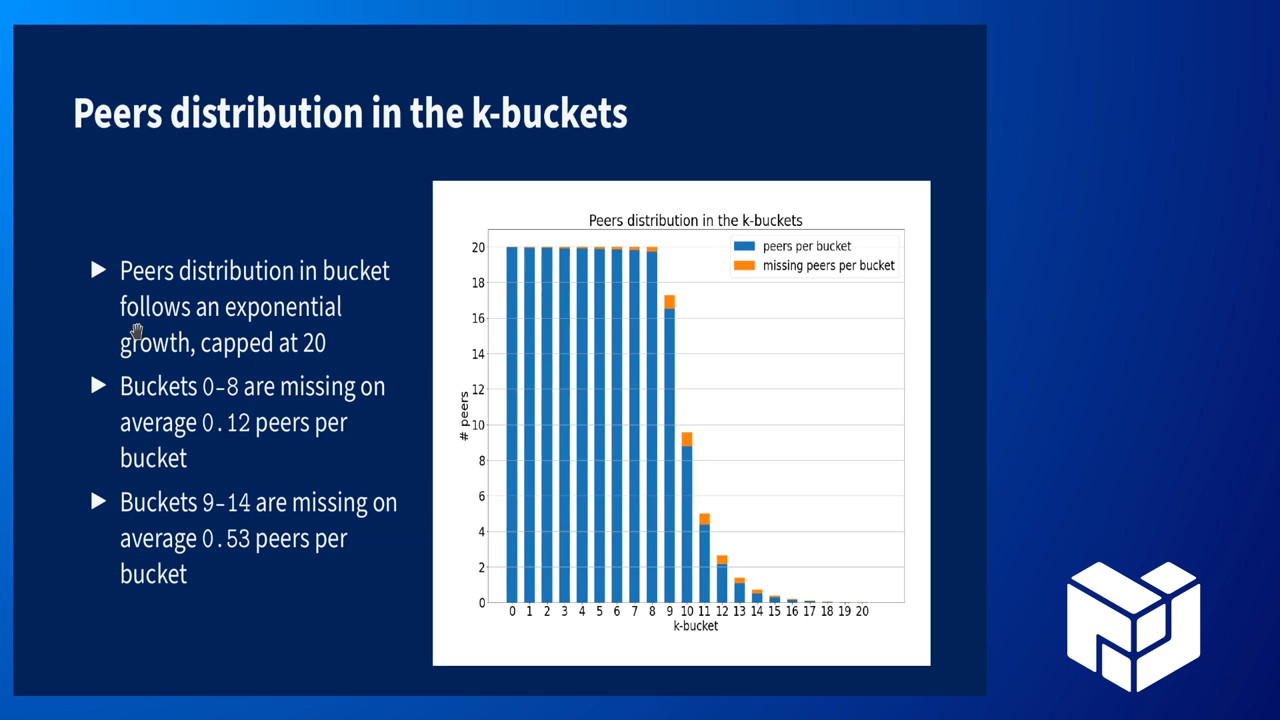 Peers distribution in the k-buckets
Peers distribution in bucket
follows an exponential
growth, capped at 20
Buckets 0-8 are missing on
average 0.12 peers per
bucket
Buckets 9-14 are missing on
average 0.53 peers per
bucket
Peers distribution in the k-buckets
peers per bucket
missing peers per bucket
# peers
20
18
16
14
12
10
8
6
4
2
0
0 1 2 3 4 5 6 7 8 9 10 11 12 13 14 15 16 17 18 19 20
k-bucket